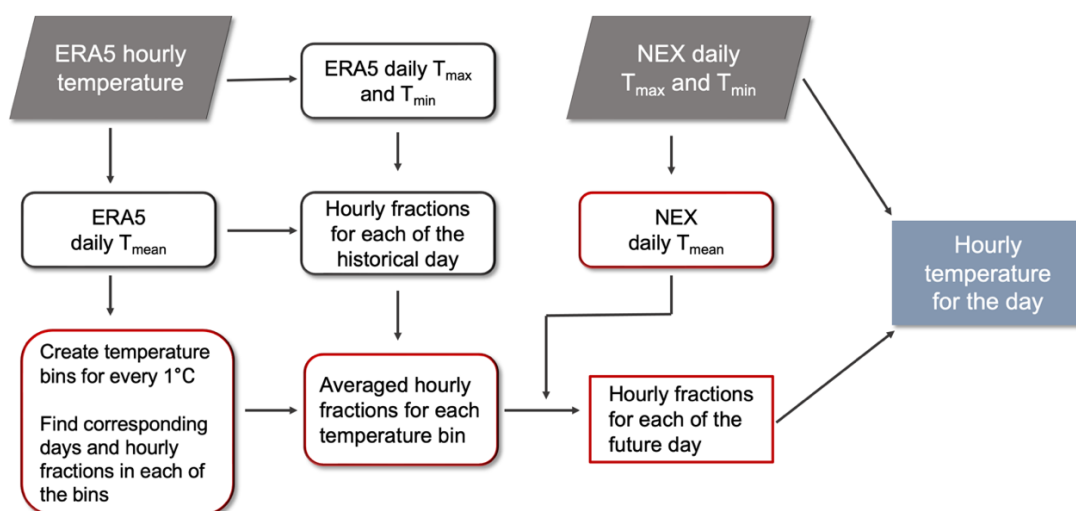 ERA5 hourly
temperature
ERA5 daily Tmax
and Tmin
NEX daily
Tmax and Tmin
ERA5
daily Tmean
Hourly fractions
for each of the
historical day
NEX
daily Tmean
Hourly
temperature
for the day
Create temperature
bins for every 1°C
Find corresponding
days and hourly
fractions in each of
the bins
Averaged hourly
fractions for each
temperature bin
Hourly fractions
for each of the
future day